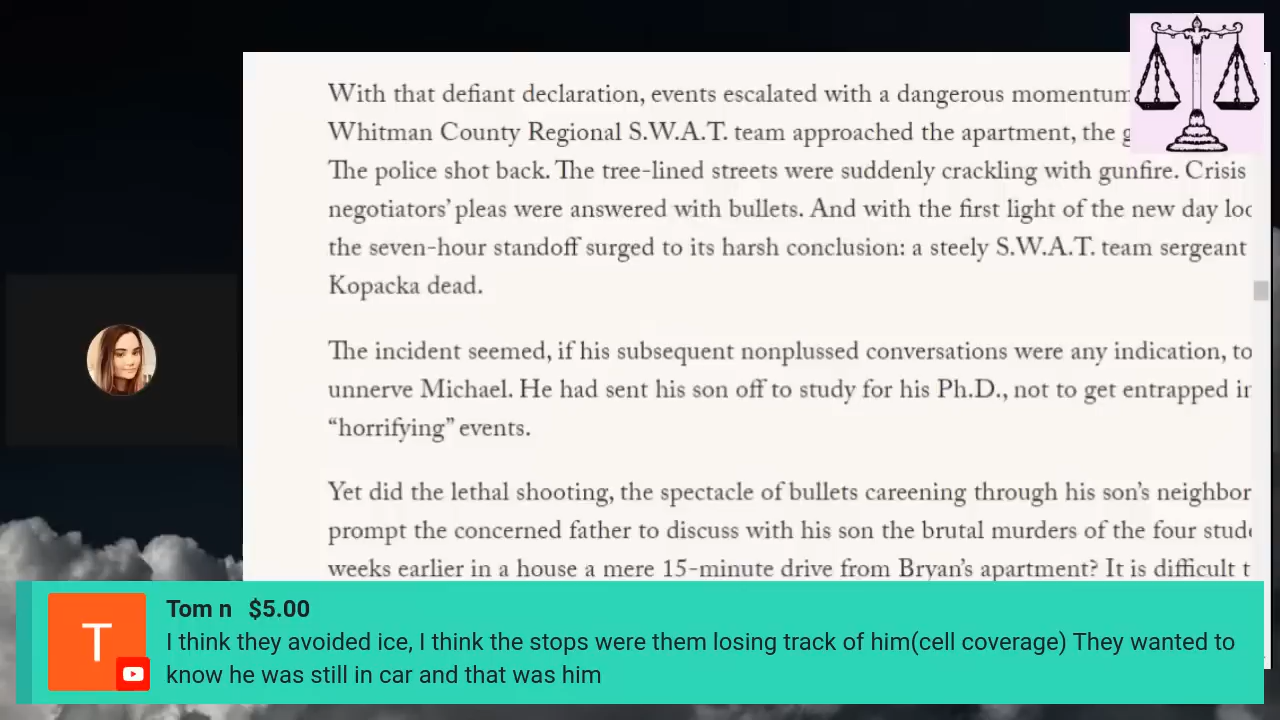 With that defiant declaration, events escalated with a dangerous momentum
Whitman County Regional S.W.A.T. team approached the apartment, the g
The police shot back. The tree-lined streets were suddenly crackling with gunfire. Crisis
negotiators' pleas were answered with bullets. And with the first light of the new day loo
the seven-hour standoff surged to its harsh conclusion: a steely S.W.A.T. team sergeant
Kopacka dead.
The incident seemed, if his subsequent nonplussed conversations were any indication, to
unnerve Michael. He had sent his son off to study for his Ph.D., not to get entrapped in
“horrifying” events.
Yet did the lethal shooting, the spectacle of bullets careening through his son's neighbor
prompt the concerned father to discuss with his son the brutal murders of the four stude
weeks earlier in a house a mere 15-minute drive from Bryan's apartment? It is difficult t
T
Tom n $5.00
I think they avoided ice, I think the stops were them losing track of him(cell coverage) They wanted to
know he was still in car and that was him